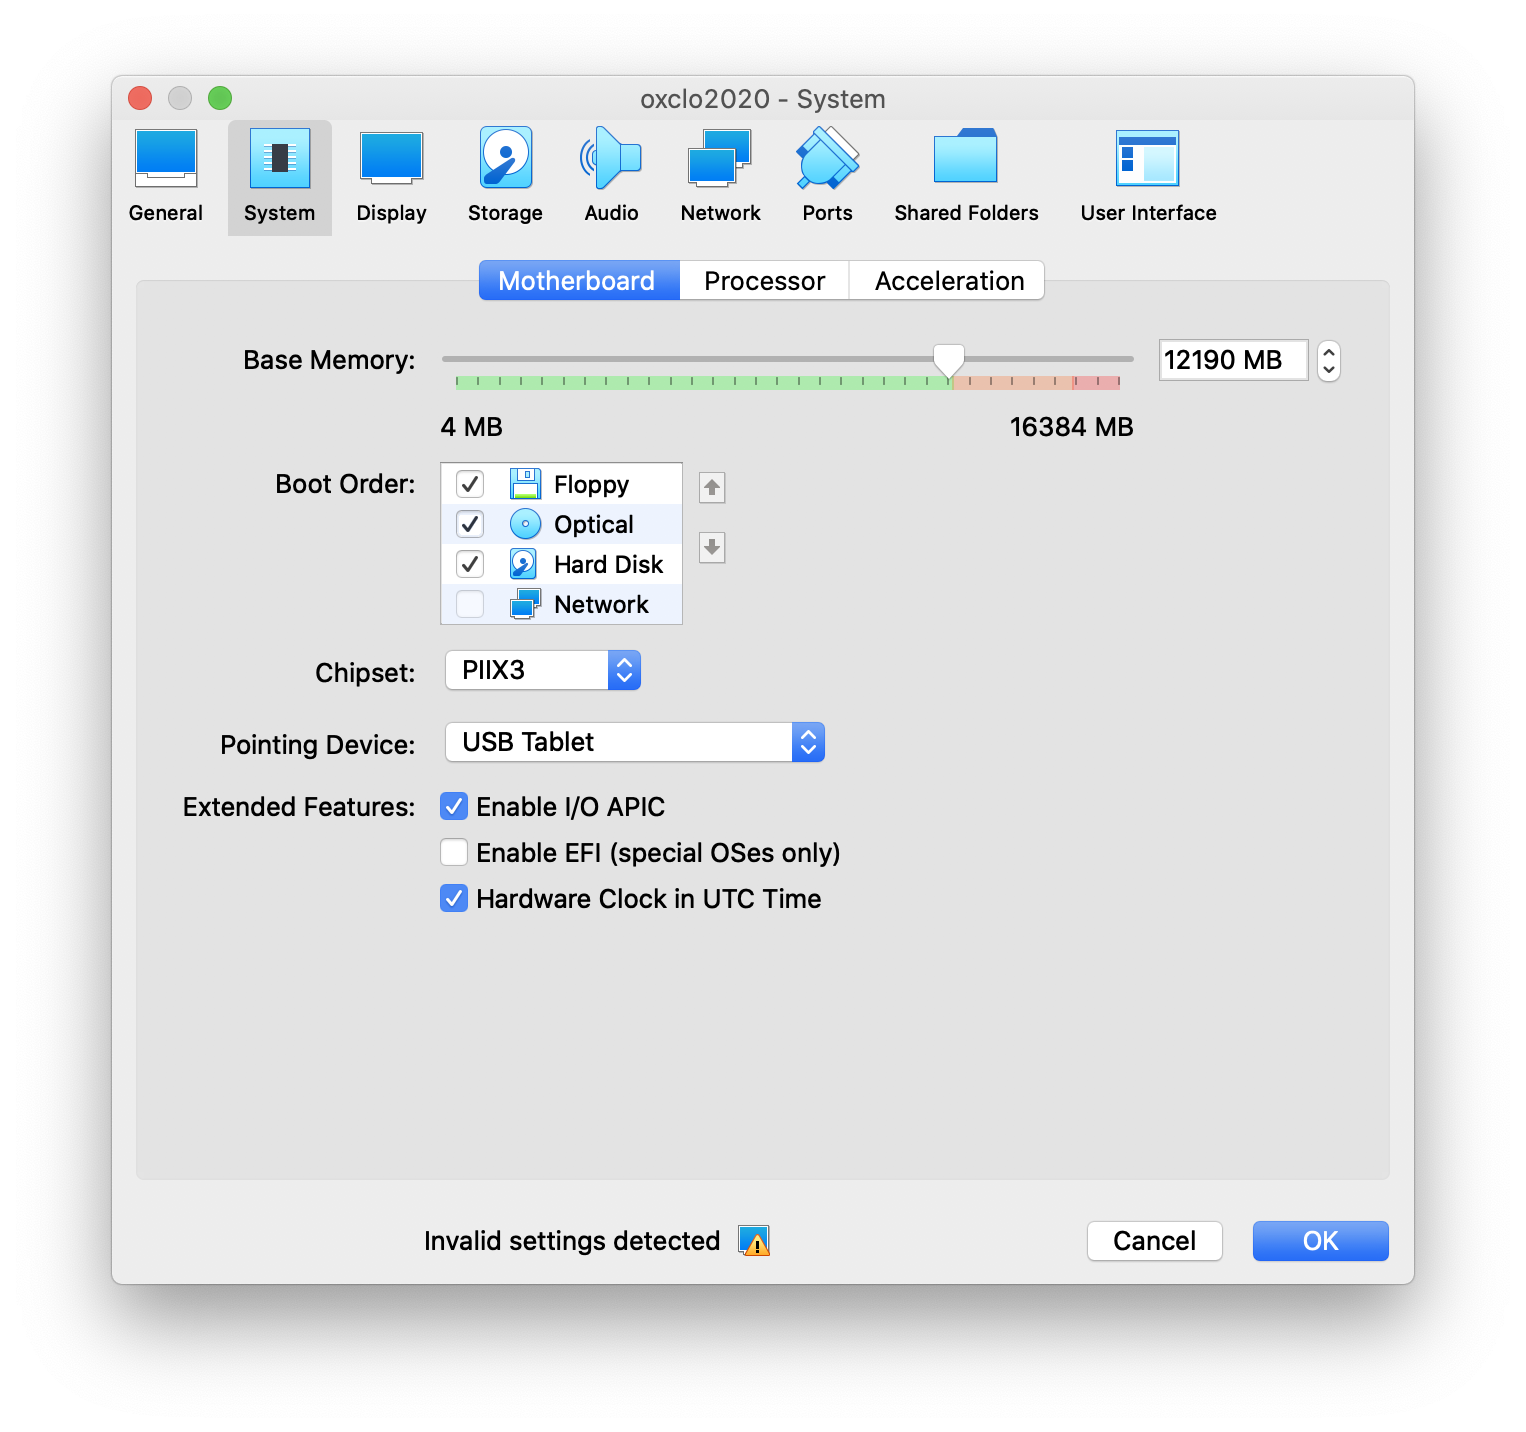 oxclo2020 - System
General System Display Storage Audio Network Ports Shared Folders User Interface
Motherboard Processor Acceleration
Base Memory: 12190 MB
4 MB 16384 MB
Boot Order: Floppy
Optical
Hard Disk
Network
Chipset: PIIX3
Pointing Device: USB Tablet
Extended Features: Enable I/O APIC
Enable EFI (special OSes only)
Hardware Clock in UTC Time
Invalid settings detected Cancel OK